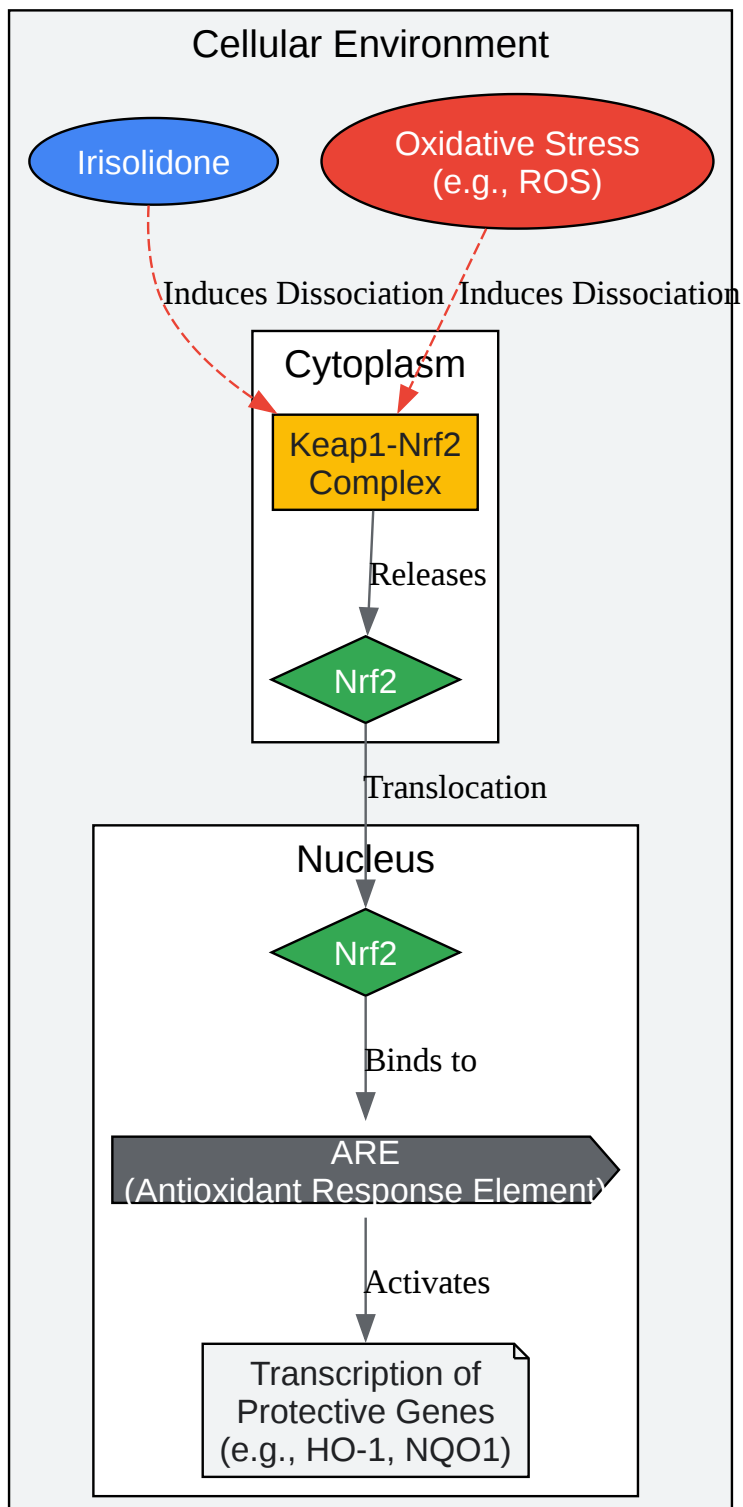 Cellular Environment
Irisolidone
Oxidative Stress
(e.g., ROS)
Induces Dissociation
Induces Dissociation
Cytoplasm
Keap1-Nrf2
Complex
Releases
Nrf2
Translocation
Nucleus
Nrf2
Binds to
ARE
(Antioxidant Response Element)
Activates
Transcription of
Protective Genes
(e.g., HO-1, NQO1)